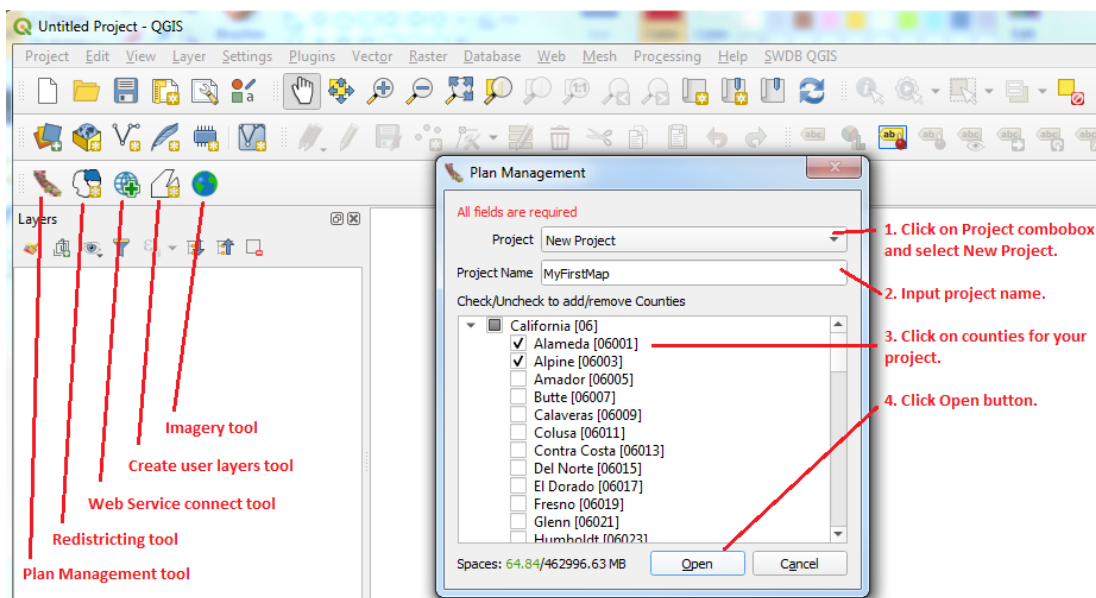 Untitled Project - QGIS
Project Edit View Layer Settings Plugins Vector Raster Database Web Mesh Processing Help SWDB QGIS
Plan Management
All fields are required
Layers
Project New Project
1. Click on Project combobox
and select New Project.
Project Name MyFirstMap
2. Input project name.
Check/Uncheck to add/remove Counties
California [06]
Alameda [06001]
3. Click on counties for your
project.
Alpine [06003]
Amador [06005]
Butte [06007]
4. Click Open button.
Calaveras [06009]
Colusa [06011]
Contra Costa [06013]
Del Norte [06015]
El Dorado [06017]
Fresno [06019]
Glenn [06021]
Humboldt [06023]
Spaces: 64.84/462996.63 MB Open Cancel
Imagery tool
Create user layers tool
Web Service connect tool
Redistricting tool
Plan Management tool